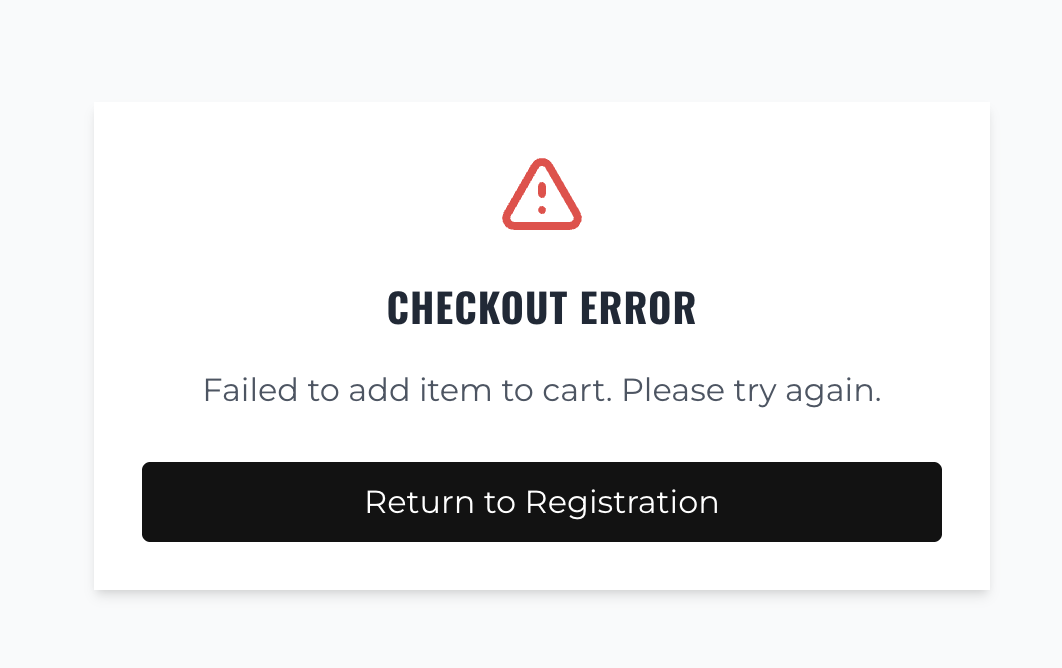 CHECKOUT ERROR
Failed to add item to cart. Please try again.
Return to Registration